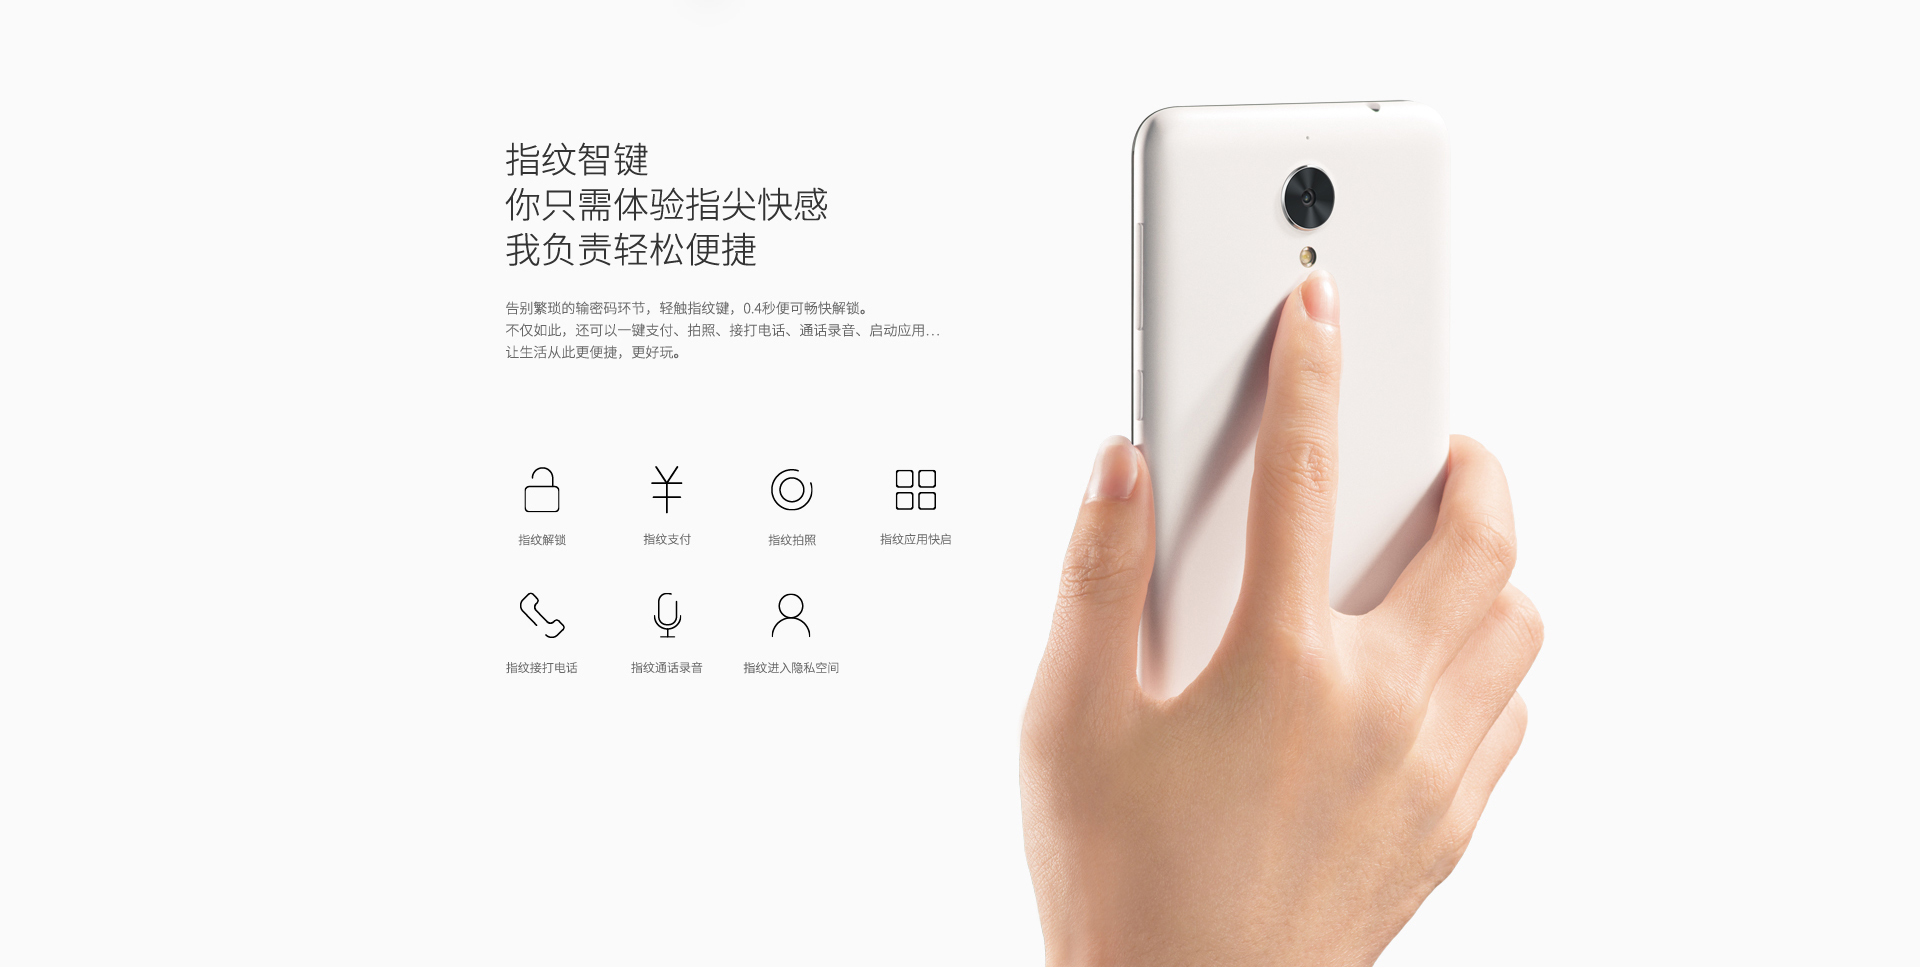 指纹智键
你只需体验指尖快感
我负责轻松便捷
告别繁琐的输密码环节，轻触指纹键，0.4秒便可畅快解锁。
不仅如此，还可以一键支付、拍照、接打电话、通话录音、启动应用...
让生活从此更便捷，更好玩。
指纹解锁
指纹支付
指纹拍照
指纹应用快启
指纹接打电话
指纹通话录音
指纹进入隐私空间